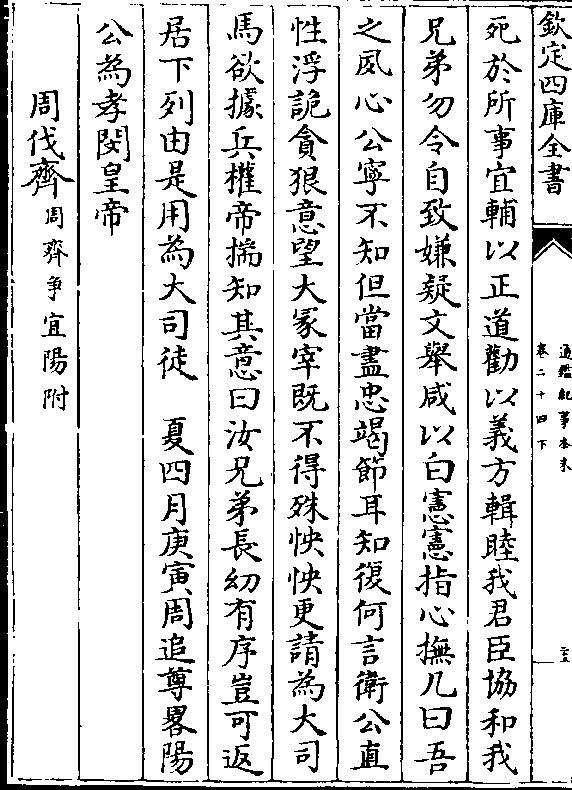 欽定四庫全書
通鑑紀事本末
卷二十四下
死於所事宜輔以正道勸以義方輯睦我君臣協和我
兄弟勿令自致嫌疑文舉咸以白憲憲指心撫几曰吾
之夙心公寧不知但當盡忠竭節耳知復何言衛公直
性浮詭貪狠意望大冢宰既不得殊怏怏更請為大司
馬欲據兵權帝揣知其意曰汝兄弟長幼有序豈可返
居下列由是用為大司徒　夏四月庚寅周追尊畧陽
公為孝閔皇帝
周伐齊周齊争宜陽附